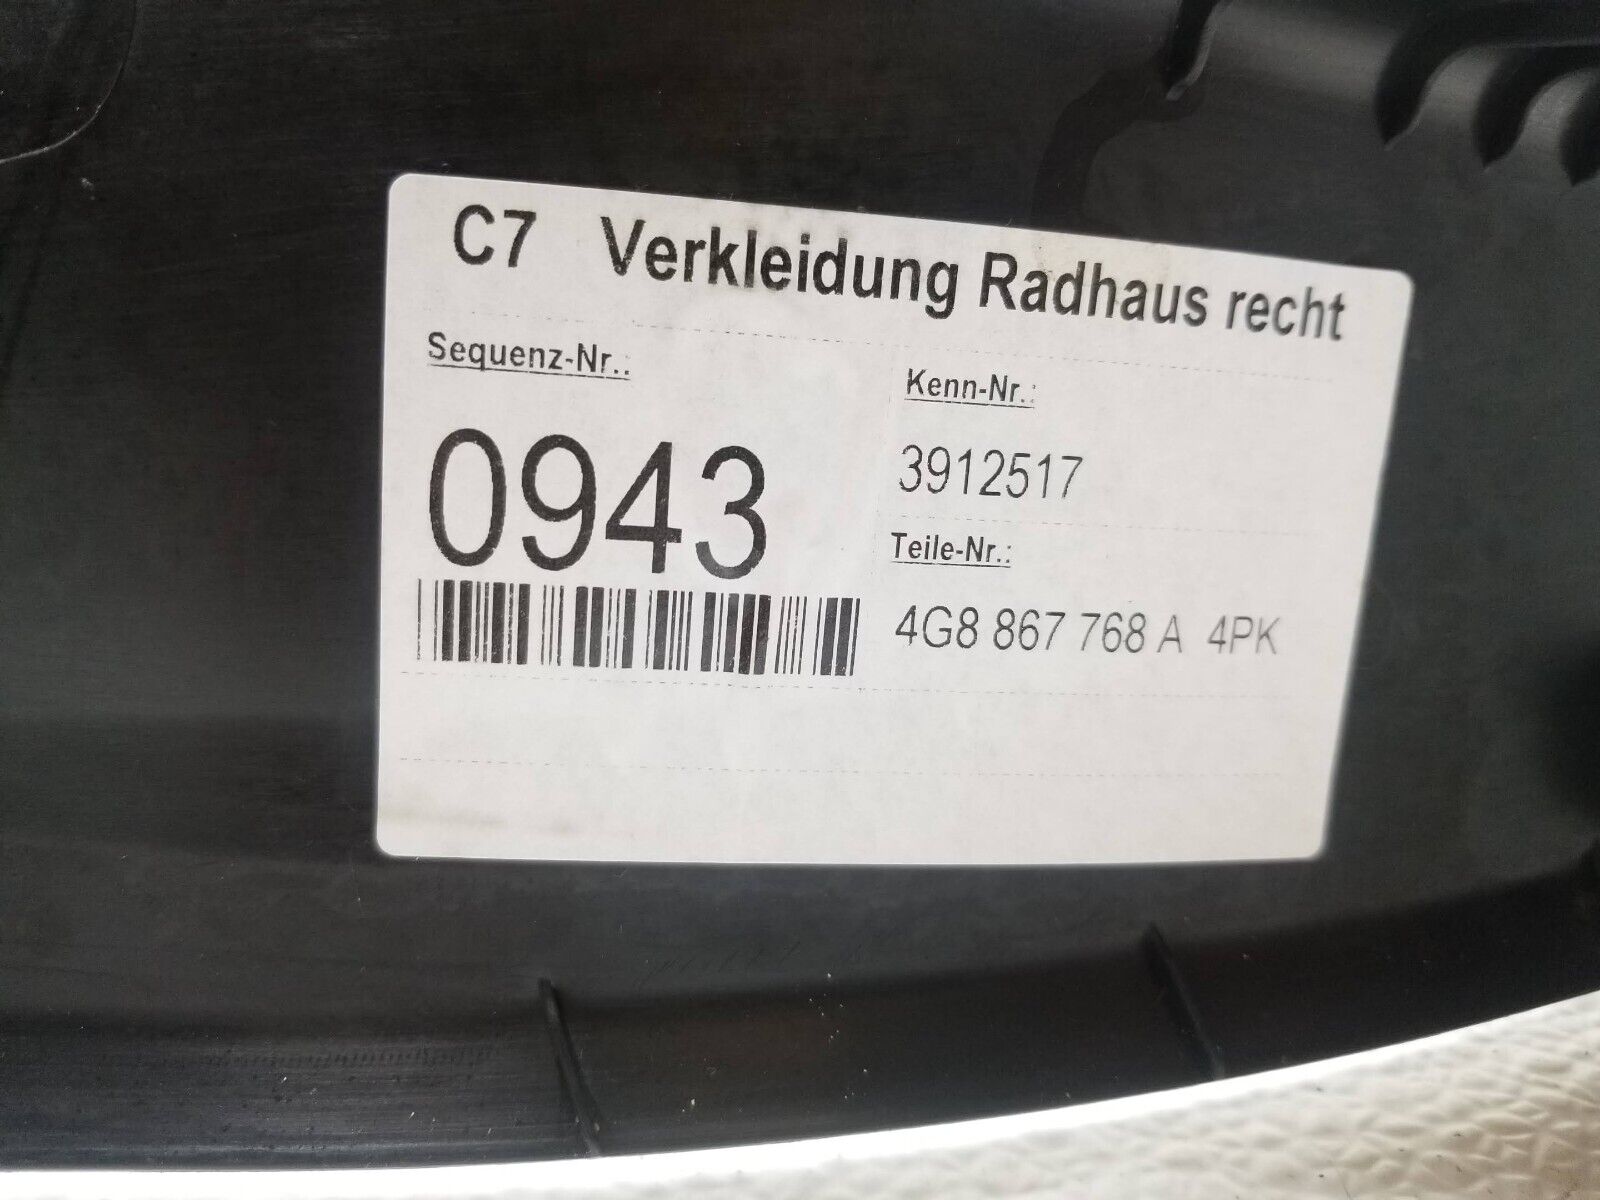 C7 Verkleidung Radhaus recht
Sequenz-Nr.:
0943
Kenn-Nr.:
3912517
Teile-Nr.:
4G8 867 768 A 4PK